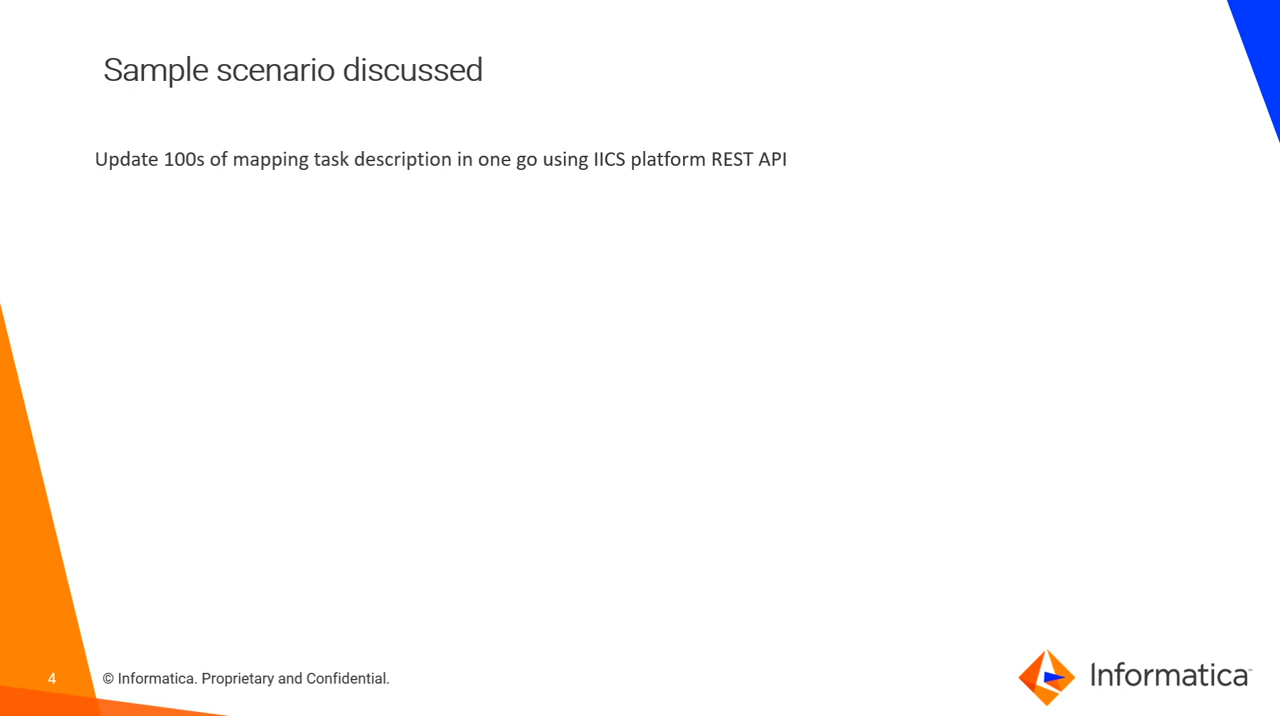 Sample scenario discussed
Update 100s of mapping task description in one go using IICS platform REST API
4
© Informatica. Proprietary and Confidential.
Informatica™